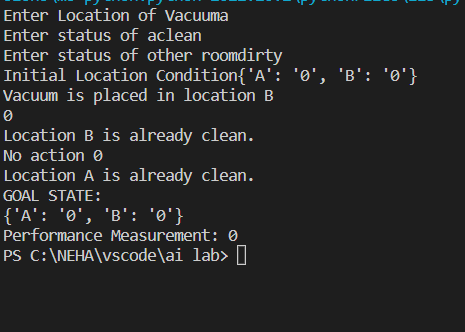 Enter Location of Vacuuma
Enter status of aclean
Enter status of other roomdirty
Initial Location Condition{'A': '0', 'B': '0'}
Vacuum is placed in location B
0
Location B is already clean.
No action 0
Location A is already clean.
GOAL STATE:
{'A': '0', 'B': '0'}
Performance Measurement: 0
PS C:\NEHA\vscode\ai lab>